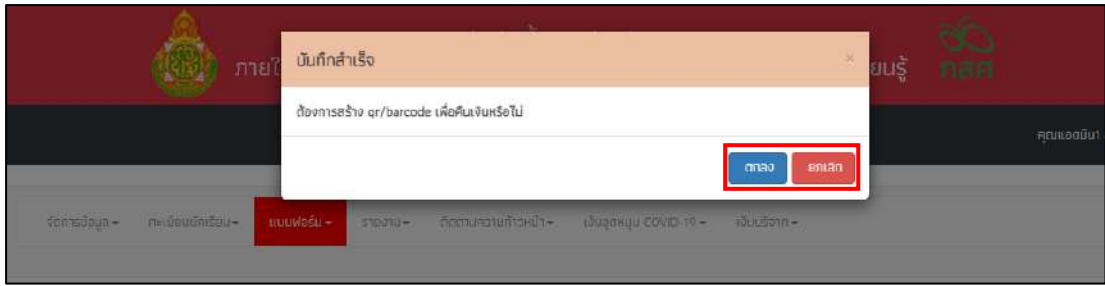 บันทึกสำเร็จ
×
ภายใ
ยนรู้
กสศ
ต้องการสร้าง qr/barcode เพื่อคืนเงินหรือไม่
คุณแอดมิน1
ตกลง
ยกเลิก
จัดการข้อมูล
ทะเบียนนักเรียน
แบบฟอร์ม
รายงาน
ติดตามความก้าวหน้า
เงินอุดหนุน COVID-19
เงินบริจาค